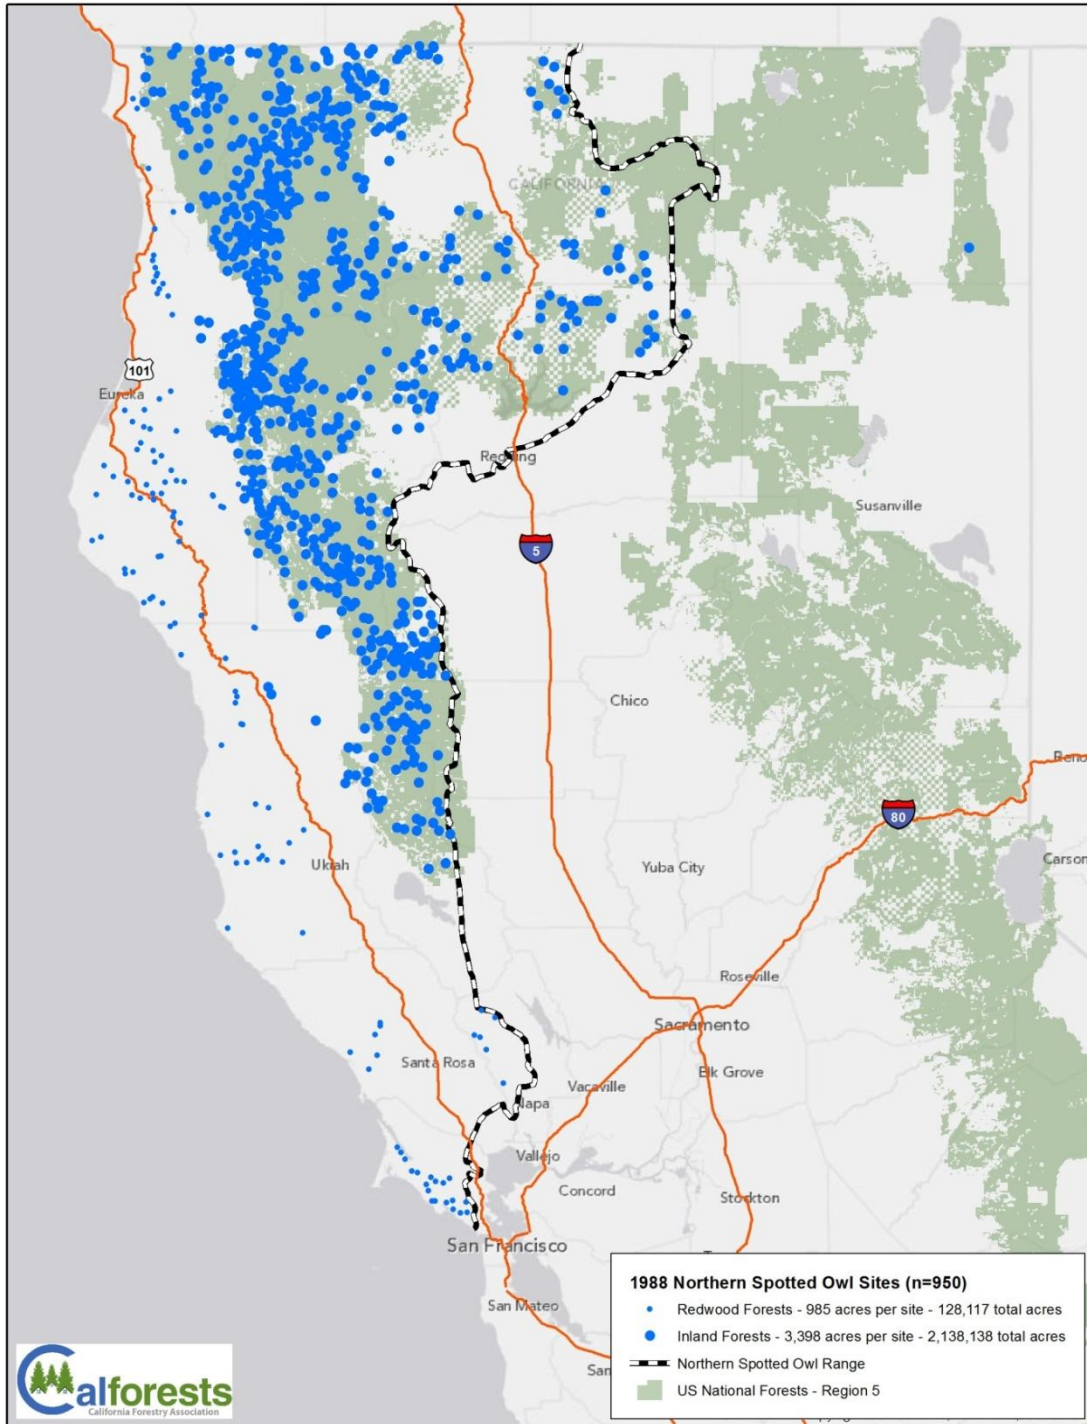 CALIFORNIA
101
Eureka
Redding
Susanville
5
Chico
Reno
80
Ukiah
Yuba City
Carson
Roseville
Sacramento
Santa Rosa
Elk Grove
Vacaville
Napa
Vallejo
Concord
Stockton
San Francisco
San Mateo
San
1988 Northern Spotted Owl Sites (n=950)
Redwood Forests - 985 acres per site - 128,117 total acres
Inland Forests - 3,398 acres per site - 2,138,138 total acres
Northern Spotted Owl Range
US National Forests - Region 5
Calforests
California Forestry Association